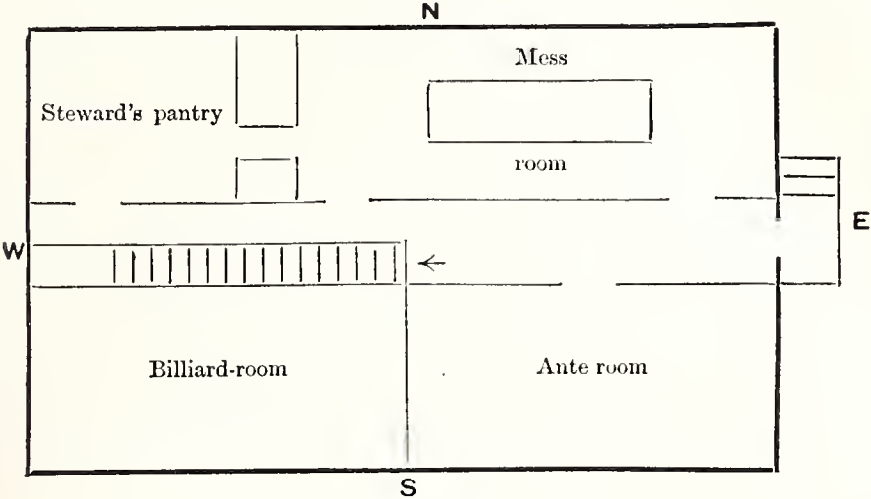 N
Mess
Steward's pantry
room
W
E
Billiard-room
Ante room
S